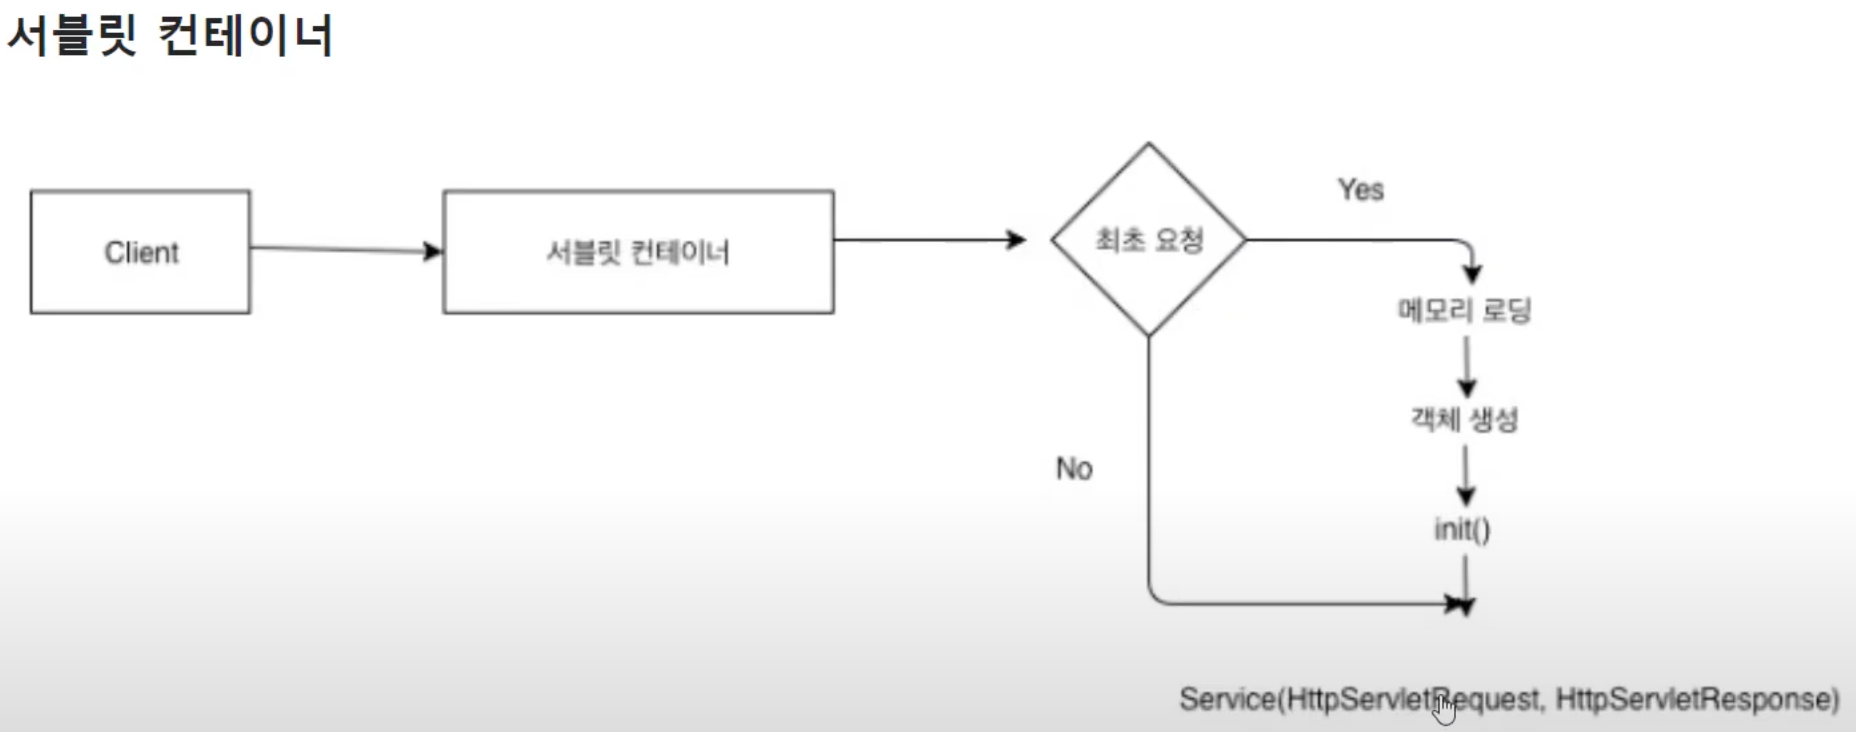 서블릿 컨테이너
Client
서블릿 컨테이너
최초 요청
Yes
메모리 로딩
객체 생성
No
init()
Service(HttpServletRequest, HttpServletResponse)